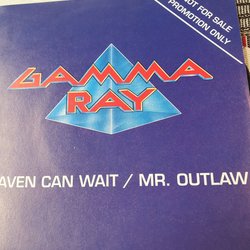 NOT FOR SALE
PROMOTION ONLY
GAMMA
RAY
AVEN CAN WAIT / MR. OUTLAW